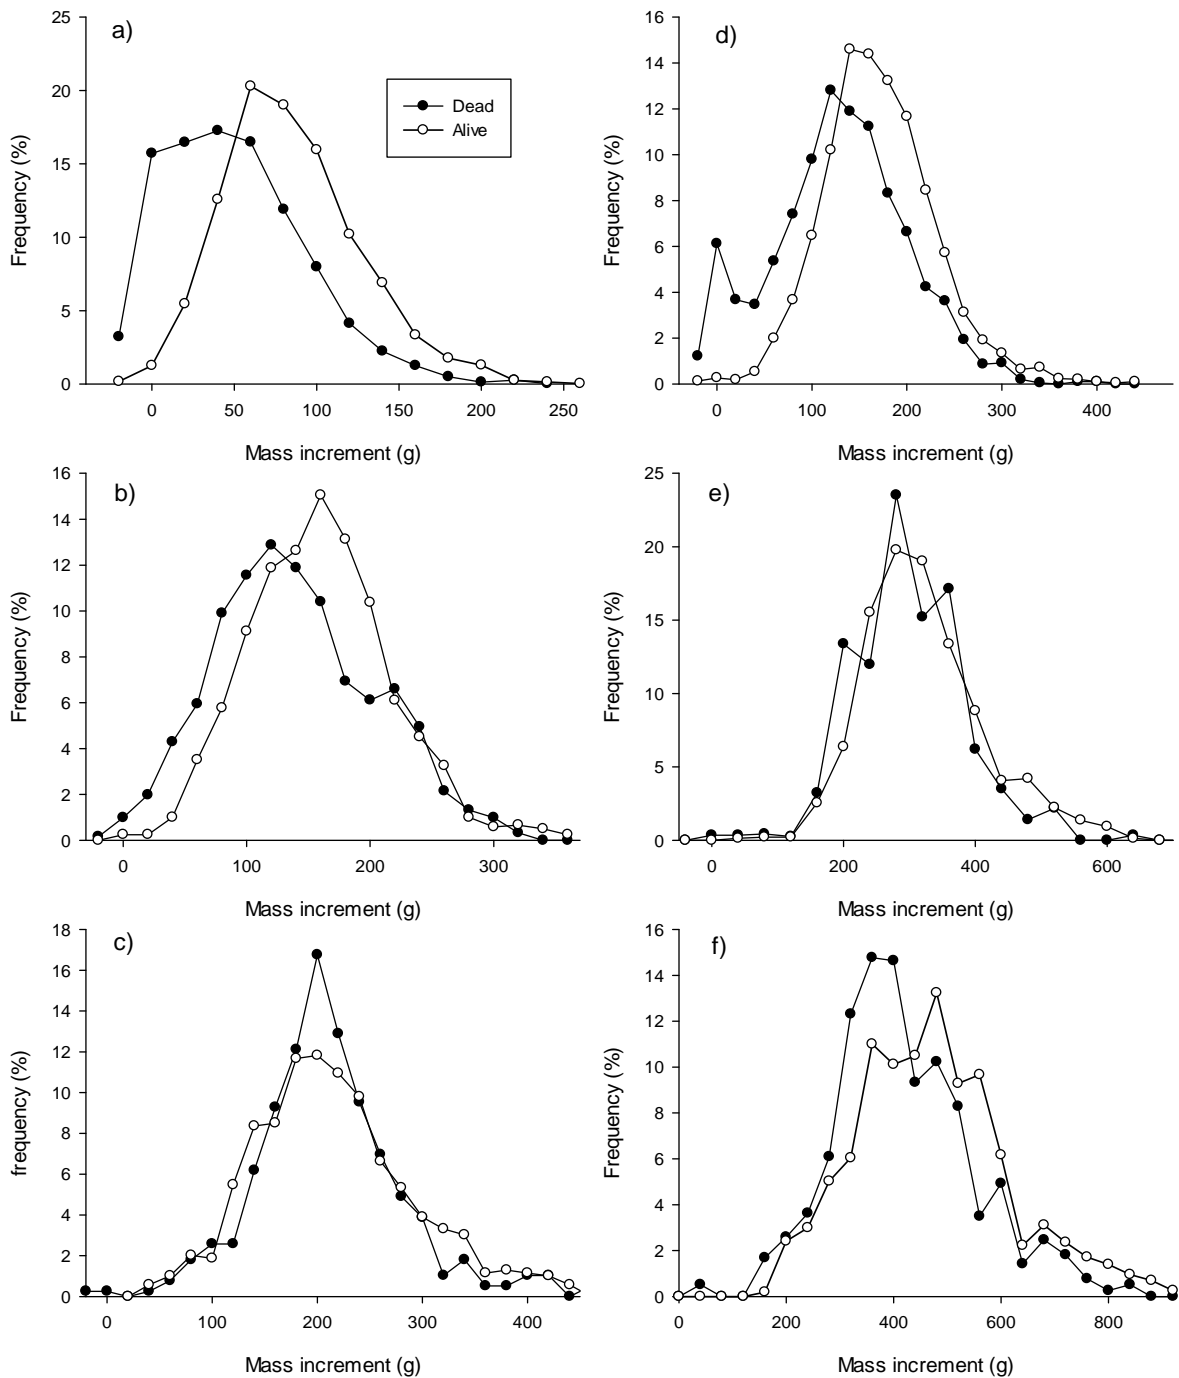 a)
25
20
15
10
5
0
Frequency (%)
Dead
Alive
0 50 100 150 200 250
Mass increment (g)
d)
16
14
12
10
8
6
4
2
0
Frequency (%)
0 100 200 300 400
Mass increment (g)
b)
16
14
12
10
8
6
4
2
0
Frequency (%)
0 100 200 300
Mass increment (g)
e)
25
20
15
10
5
0
Frequency (%)
0 200 400 600
Mass increment (g)
c)
18
16
14
12
10
8
6
4
2
0
frequency (%)
0 100 200 300 400
Mass increment (g)
f)
16
14
12
10
8
6
4
2
0
Frequency (%)
0 200 400 600 800
Mass increment (g)